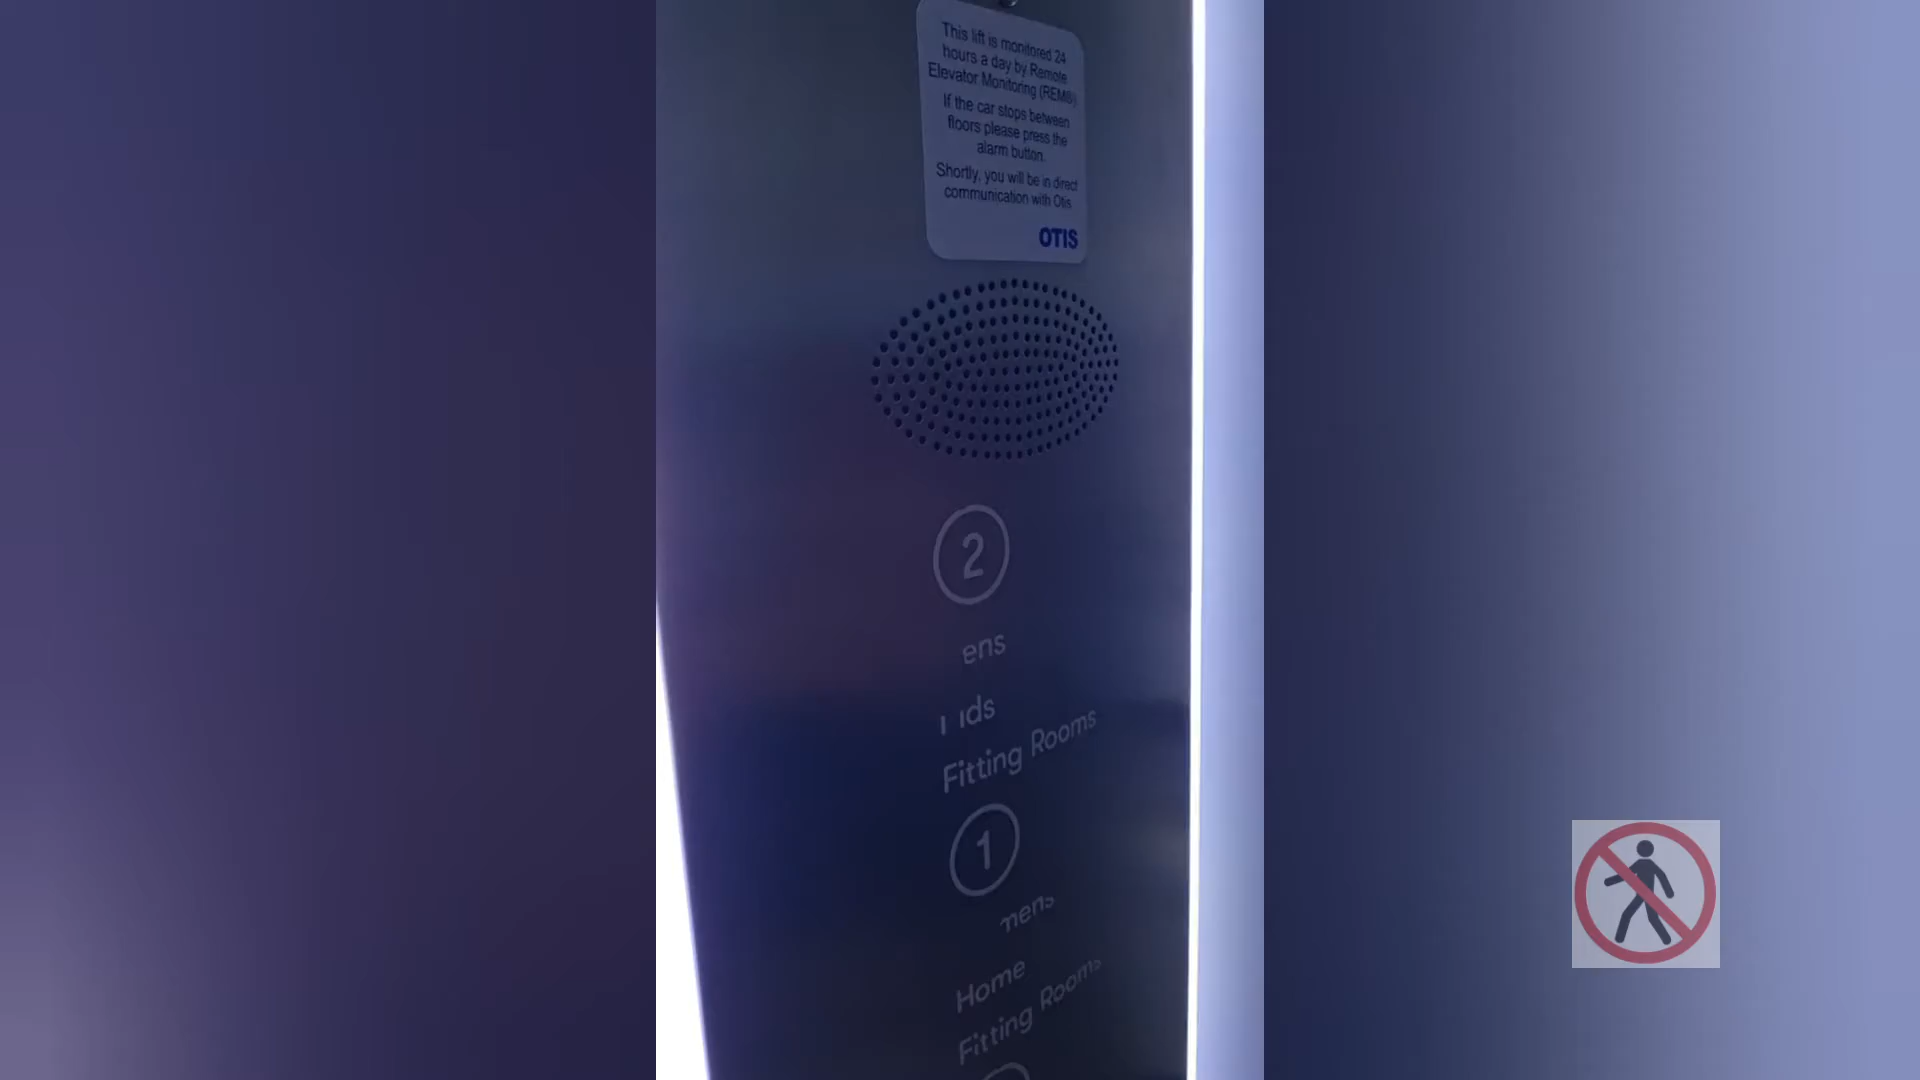 This lift is monitored 24
hours a day by Remote
Elevator Monitoring (REM®)
If the car stops between
floors please press the
alarm button.
Shortly, you will be in direct
communication with Otis
OTIS
2
ens
ids
Fitting Rooms
1
mens
Home
Fitting Rooms